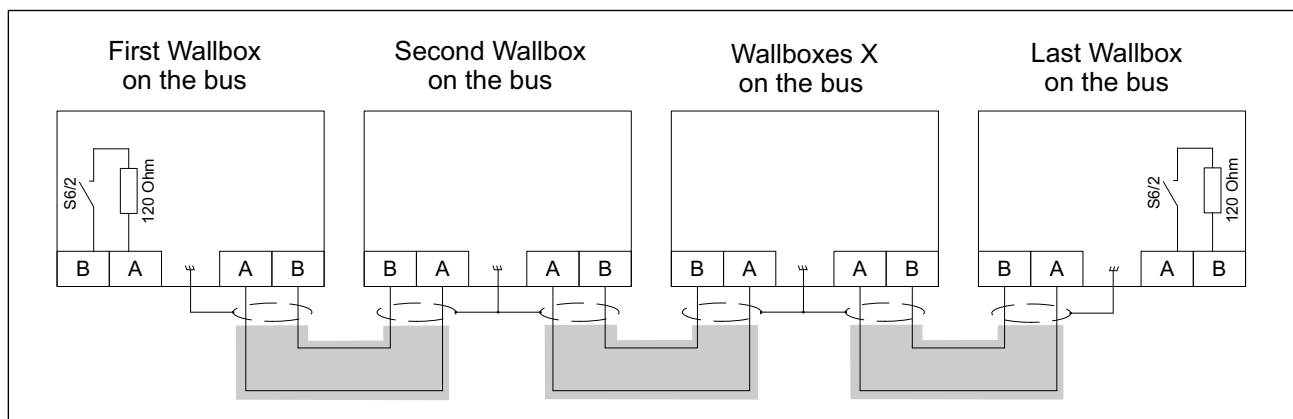 First Wallbox
on the bus
Second Wallbox
on the bus
Wallboxes X
on the bus
Last Wallbox
on the bus
S6/2
120 Ohm
S6/2
120 Ohm
B A A B
B A A B
B A A B
B A A B